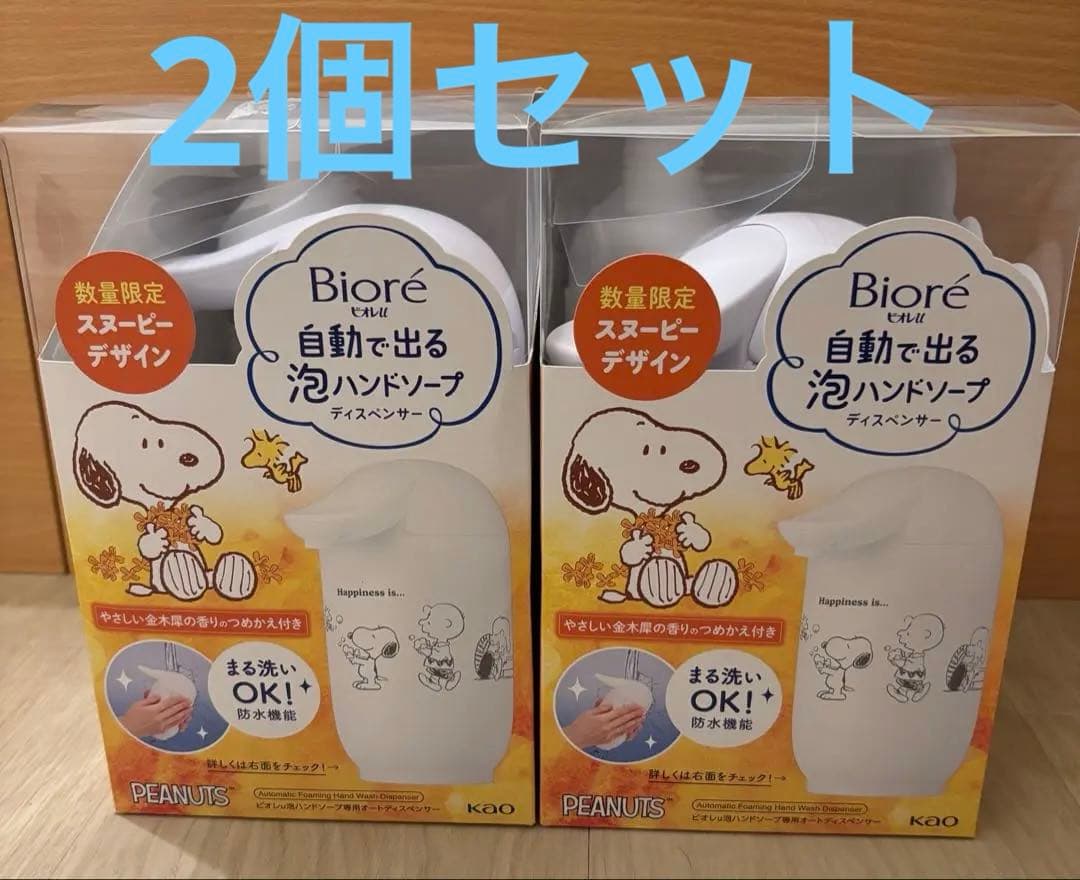 2個セット
数量限定
スヌーピー
デザイン
Bioré
ビオレu
自動で出る
泡ハンドソープ
ディスペンサー
Happiness is...
やさしい金木犀の香りのつめかえ付き
まる洗い
OK!
防水機能
詳しくは右面をチェック!→
PEANUTS™
Automatic Foaming Hand Wash Dispenser
ビオレu泡ハンドソープ専用オートディスペンサー
Kao
数量限定
スヌーピー
デザイン
Bioré
ビオレu
自動で出る
泡ハンドソープ
ディスペンサー
Happiness is...
やさしい金木犀の香りのつめかえ付き
まる洗い
OK!
防水機能
詳しくは右面をチェック!→
PEANUTS™
Automatic Foaming Hand Wash Dispenser
ビオレu泡ハンドソープ専用オートディスペンサー
Kao